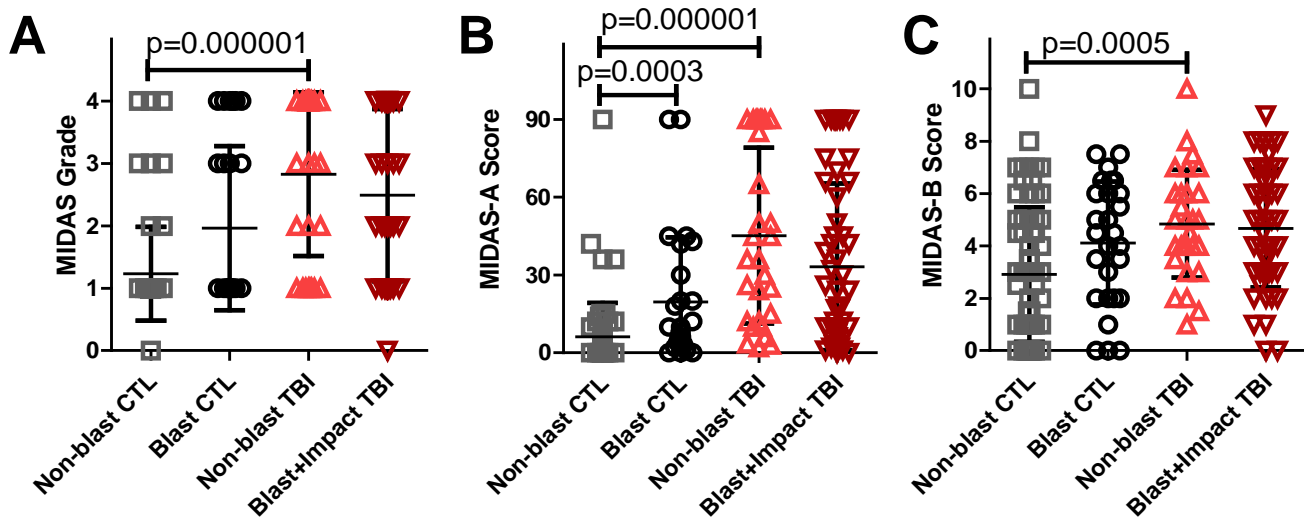 A
p=0.000001
MIDAS Grade
4
3
2
1
0
Non-blast CTL
Blast CTL
Non-blast TBI
Blast+Impact TBI
B
p=0.000001
p=0.0003
MIDAS-A Score
90
60
30
0
Non-blast CTL
Blast CTL
Non-blast TBI
Blast+Impact TBI
C
p=0.0005
MIDAS-B Score
10
8
6
4
2
0
Non-blast CTL
Blast CTL
Non-blast TBI
Blast+Impact TBI